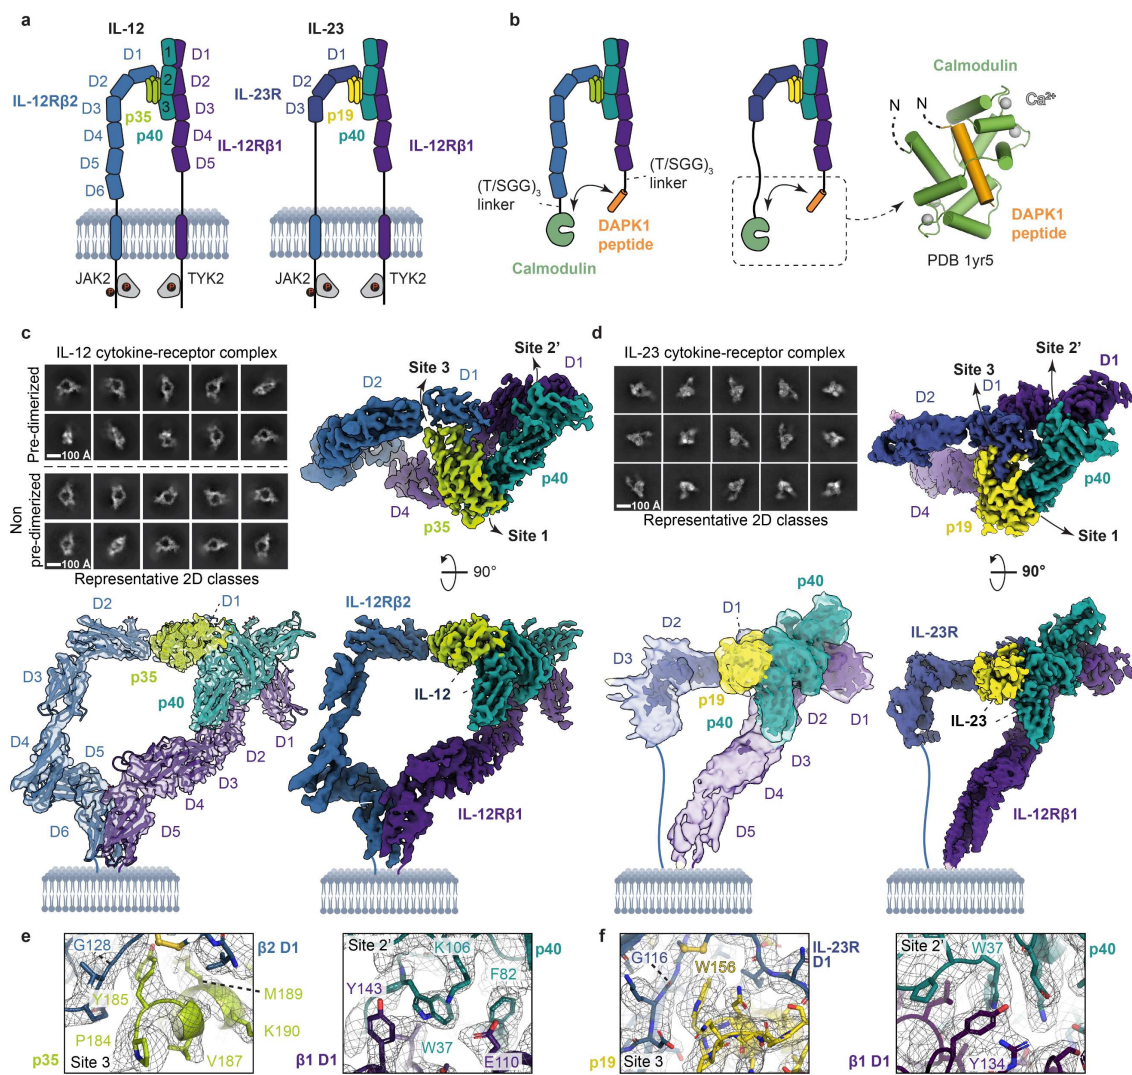 a
IL-12
IL-23
D1
1
D1
D1
D2
2
D2
D2
IL-12Rβ2
D3
3
D3
IL-23R
D3
p35
p40
p19
p40
D4
D4
IL-12Rβ1
IL-12Rβ1
D5
D5
D6
JAK2
P
P
P
TYK2
JAK2
P
P
P
TYK2
b
(T/SGG)3
linker
(T/SGG)3
linker
DAPK1
peptide
Calmodulin
Calmodulin
N
N
Ca2+
DAPK1
peptide
PDB 1yr5
c
IL-12 cytokine-receptor complex
Pre-dimerized
100 Å
Non
pre-dimerized
100 Å
Representative 2D classes
Site 2’
Site 3
D1
D1
D2
p40
D4
p35
Site 1
90°
D2
D1
p35
D3
p40
D4
D5
D2
D1
D3
D4
D6
D5
IL-12Rβ2
IL-12
IL-12Rβ1
d
IL-23 cytokine-receptor complex
100 Å
Representative 2D classes
Site 2’
Site 3
D1
D1
D2
p40
D4
p19
Site 1
90°
p40
D1
D2
D3
p19
p40
D2
D1
D3
D4
D5
IL-23R
IL-23
IL-12Rβ1
e
G128
β2 D1
Y185
M189
P184
K190
V187
p35
Site 3
Site 2’
K106
p40
F82
Y143
W37
β1 D1
E110
f
G116
IL-23R
D1
W156
p19
Site 3
Site 2’
W37
p40
β1 D1
Y134